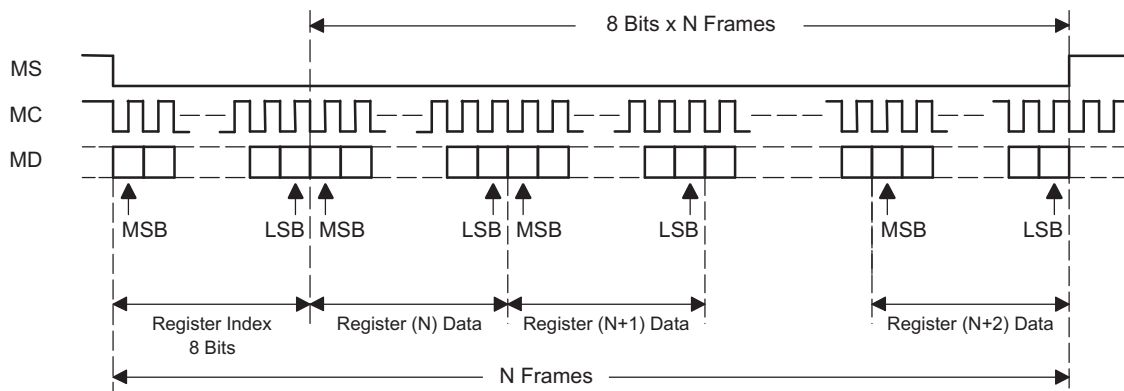 8 Bits x N Frames
MS
MC
MD
MSB
LSB
MSB
LSB
MSB
LSB
MSB
LSB
Register Index
8 Bits
Register (N) Data
Register (N+1) Data
Register (N+2) Data
N Frames